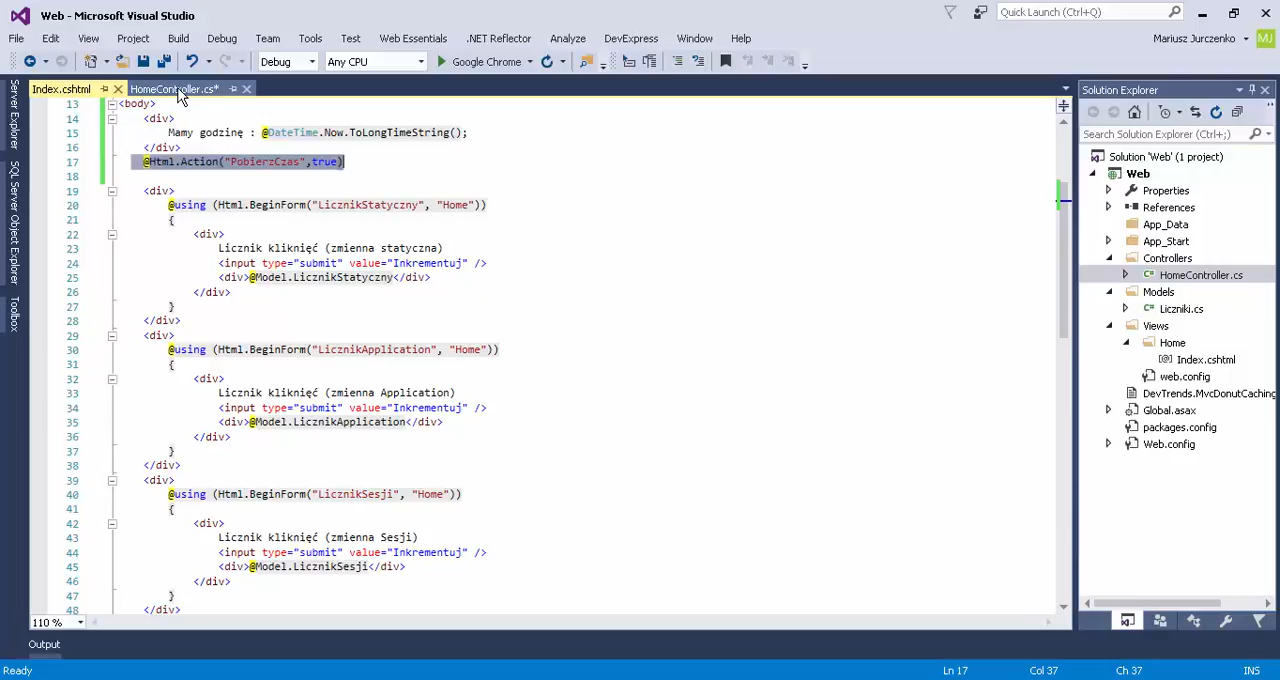 Web - Microsoft Visual Studio
Quick Launch (Ctrl+Q)
File Edit View Project Build Debug Team Tools Test Web Essentials .NET Reflector Analyze DevExpress Window Help
Mariusz Jurczenko MJ
Debug Any CPU Google Chrome
Index.cshtml HomeController.cs*
Solution Explorer
Server Explorer
SQL Server Object Explorer
Toolbox
13 <body>
14 <div>
15 Mamy godzinę : @DateTime.Now.ToLongTimeString();
16 </div>
17 @Html.Action("PobierzCzas",true)
18
19 <div>
20 @using (Html.BeginForm("LicznikStatyczny", "Home"))
21 {
22 <div>
23 Licznik kliknięć (zmienna statyczna)
24 <input type="submit" value="Inkrementuj" />
25 <div>@Model.LicznikStatyczny</div>
26 </div>
27 }
28 </div>
29 <div>
30 @using (Html.BeginForm("LicznikApplication", "Home"))
31 {
32 <div>
33 Licznik kliknięć (zmienna Application)
34 <input type="submit" value="Inkrementuj" />
35 <div>@Model.LicznikApplication</div>
36 </div>
37 }
38 </div>
39 <div>
40 @using (Html.BeginForm("LicznikSesji", "Home"))
41 {
42 <div>
43 Licznik kliknięć (zmienna Sesji)
44 <input type="submit" value="Inkrementuj" />
45 <div>@Model.LicznikSesji</div>
46 </div>
47 }
48 </div>
Search Solution Explorer (Ctrl+;)
Solution 'Web' (1 project)
Web
Properties
References
App_Data
App_Start
Controllers
HomeController.cs
Models
Liczniki.cs
Views
Home
Index.cshtml
web.config
DevTrends.MvcDonutCaching
Global.asax
packages.config
Web.config
110 %
Output
Ready Ln 17 Col 37 Ch 37 INS